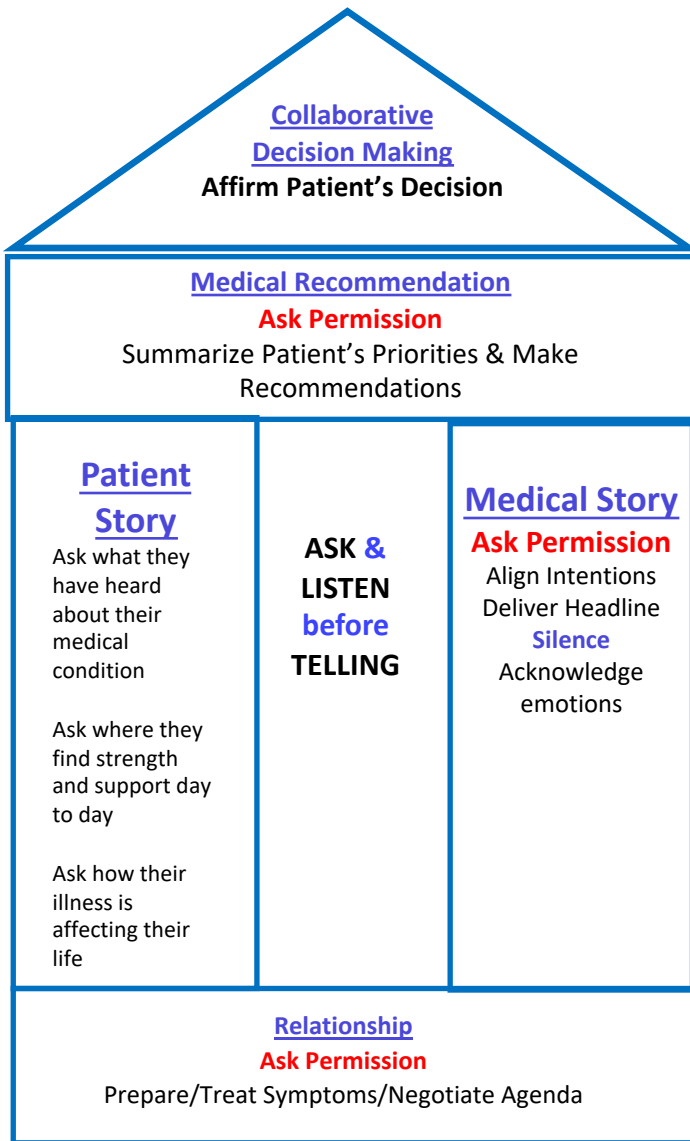 Collaborative
Decision Making
Affirm Patient’s Decision
Medical Recommendation
Ask Permission
Summarize Patient’s Priorities & Make
Recommendations
Patient
Story
Ask what they
have heard
about their
medical
condition
Ask where they
find strength
and support day
to day
Ask how their
illness is
affecting their
life
ASK &
LISTEN
before
TELLING
Medical Story
Ask Permission
Align Intentions
Deliver Headline
Silence
Acknowledge
emotions
Relationship
Ask Permission
Prepare/Treat Symptoms/Negotiate Agenda